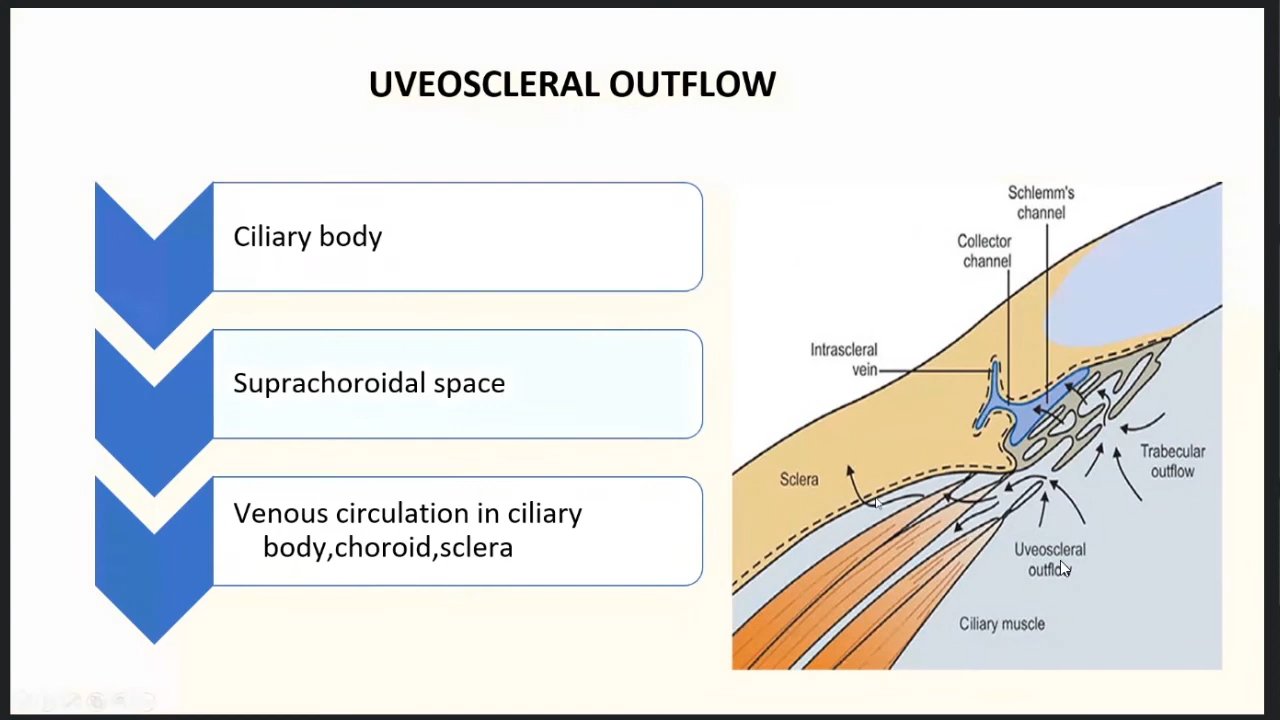 UVEOSCLERAL OUTFLOW
Ciliary body
Suprachoroidal space
Venous circulation in ciliary
body,choroid,sclera
Schlemm's
channel
Collector
channel
Intrascleral
vein
Sclera
Trabecular
outflow
Uveoscleral
outflow
Ciliary muscle